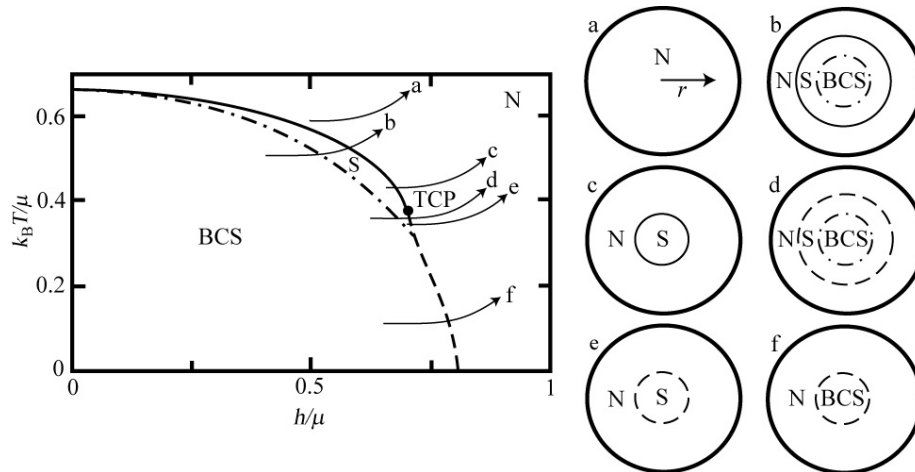 a
b
N
r
N S BCS
a
b
N
S
c
TCP
d
e
BCS
f
0.6
0.4
0.2
0
k_BT/μ
0
0.5
1
h/μ
c
d
N S
N S BCS
e
f
N S
N BCS